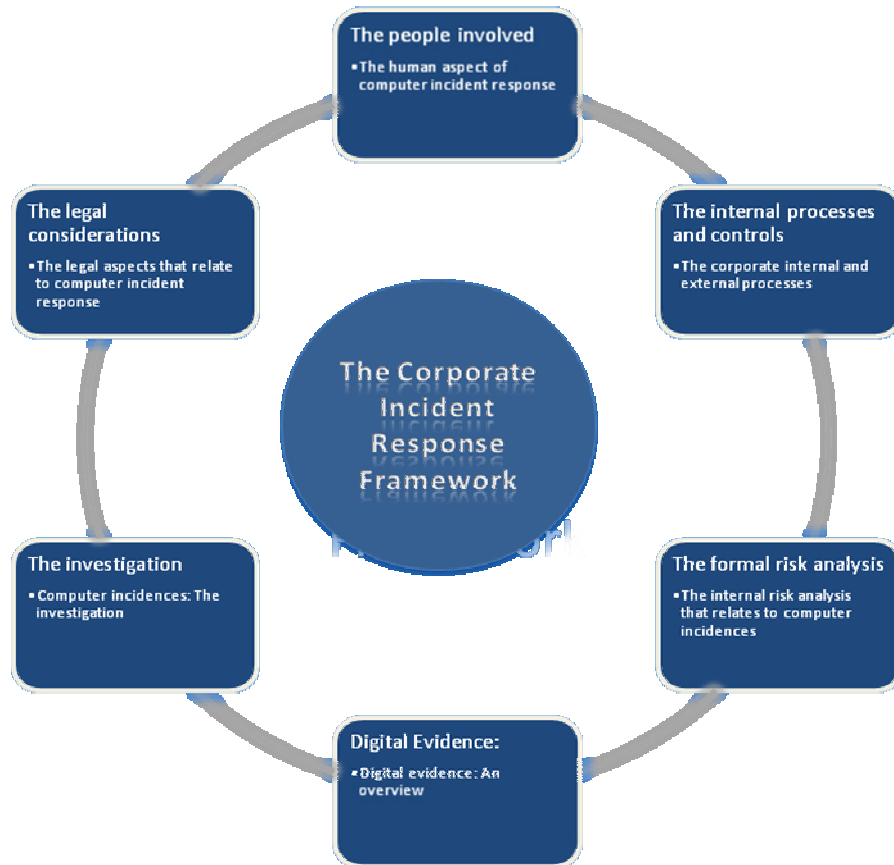 The people involved
▪The human aspect of
computer incident response
The internal processes
and controls
▪The corporate internal and
external processes
The formal risk analysis
▪The internal risk analysis
that relates to computer
incidences
Digital Evidence:
▪Digital evidence: An
overview
The investigation
▪Computer incidences: The
investigation
The legal
considerations
▪The legal aspects that relate
to computer incident
response
The Corporate
Incident
Response
Framework